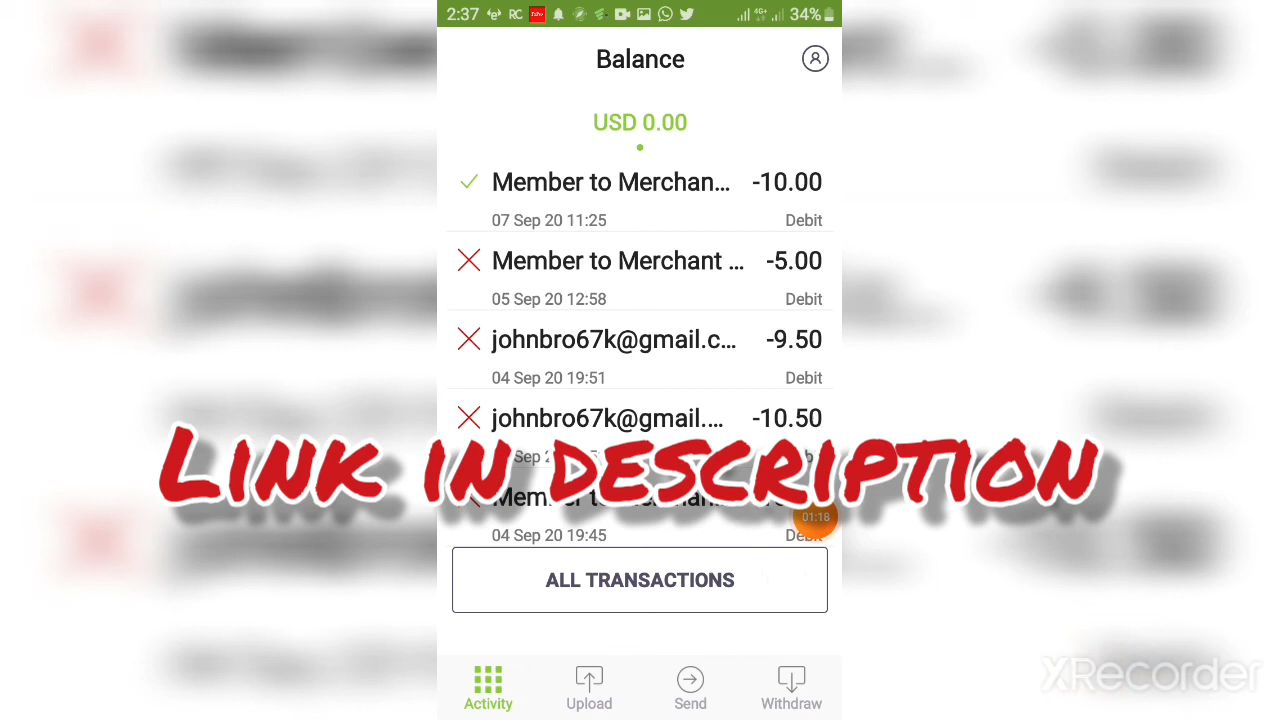 2:37 34%
Balance
USD 0.00
Member to Merchan... -10.00
07 Sep 20 11:25 Debit
Member to Merchant ... -5.00
05 Sep 20 12:58 Debit
johnbro67k@gmail.c... -9.50
04 Sep 20 19:51 Debit
johnbro67k@gmail.... -10.50
Link in description
01:18
04 Sep 20 19:45
ALL TRANSACTIONS
Activity Upload Send Withdraw
XRecorder